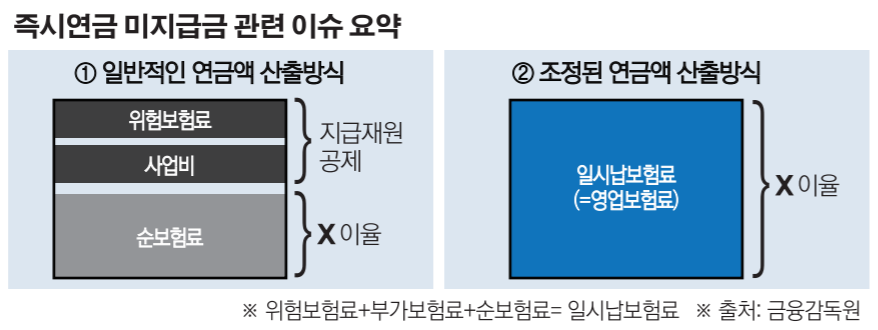 즉시연금 미지급금 관련 이슈 요약
① 일반적인 연금액 산출방식
위험보험료
사업비
지급재원
공제
순보험료
X 이율
② 조정된 연금액 산출방식
일시납보험료
(=영업보험료)
X 이율
※ 위험보험료+부가보험료+순보험료= 일시납보험료 ※ 출처: 금융감독원